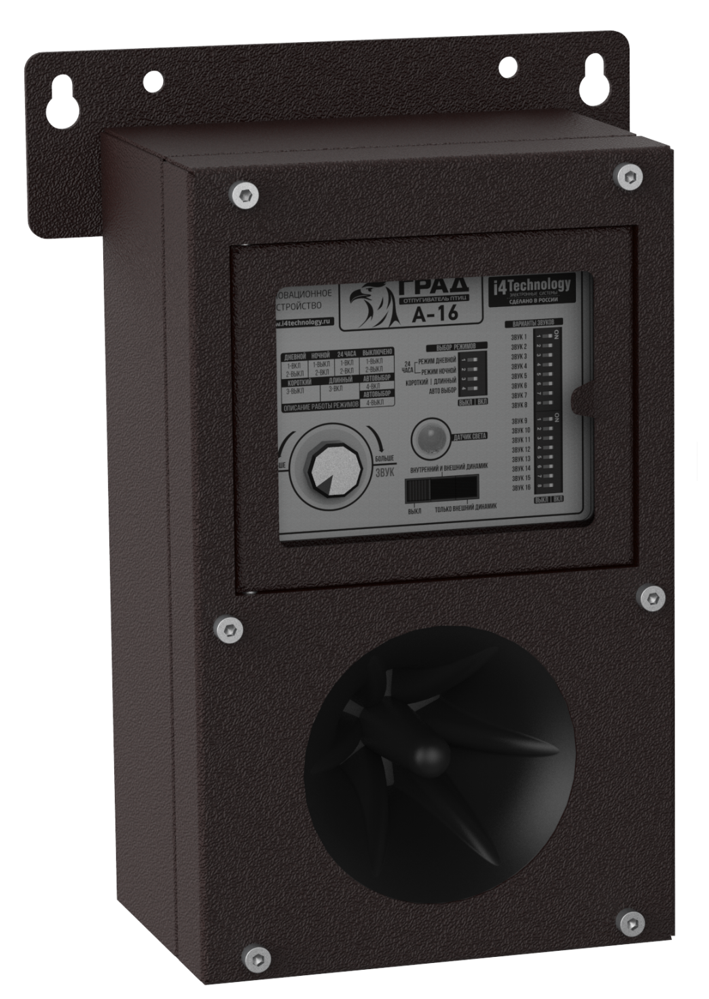 НОВАЦИОННОЕ
СТРОЙСТВО
w.i4technology.ru
ГРАД
ОТПУГИВАТЕЛЬ ПТИЦ
А-16
i4Technology
ЭЛЕКТРОННЫЕ СИСТЕМЫ
СДЕЛАНО В РОССИИ
ДНЕВНОЙ НОЧНОЙ 24 ЧАСА ВЫКЛЮЧЕНО
1-ВКЛ 1-ВЫКЛ 1-ВКЛ 1-ВЫКЛ
2-ВЫКЛ 2-ВКЛ 2-ВКЛ 2-ВЫКЛ
КОРОТКИЙ ДЛИННЫЙ АВТОВЫБОР
3-ВЫКЛ 3-ВКЛ 4-ВКЛ
АВТОВЫБОР
ОПИСАНИЕ РАБОТЫ РЕЖИМОВ 4-ВЫКЛ
ВЫБОР РЕЖИМОВ
24 ЧАСА
РЕЖИМ ДНЕВНОЙ 1
РЕЖИМ НОЧНОЙ 2
КОРОТКИЙ | ДЛИННЫЙ 3
АВТО ВЫБОР 4
ВЫКЛ | ВКЛ
ВАРИАНТЫ ЗВУКОВ
ON
ЗВУК 1 1
ЗВУК 2 2
ЗВУК 3 3
ЗВУК 4 4
ЗВУК 5 5
ЗВУК 6 6
ЗВУК 7 7
ЗВУК 8 8
ON
ЗВУК 9 1
ЗВУК 10 2
ЗВУК 11 3
ЗВУК 12 4
ЗВУК 13 5
ЗВУК 14 6
ЗВУК 15 7
ЗВУК 16 8
ВЫКЛ | ВКЛ
ШЕ
БОЛЬШЕ
ЗВУК
ДАТЧИК СВЕТА
ВНУТРЕННИЙ И ВНЕШНИЙ ДИНАМИК
ВЫКЛ
ТОЛЬКО ВНЕШНИЙ ДИНАМИК